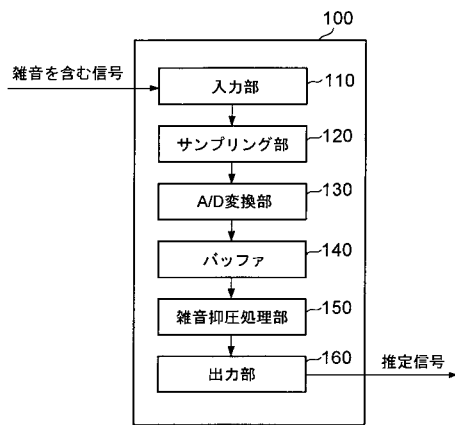 100
雑音を含む信号
入力部
110
サンプリング部
120
A/D変換部
130
バッファ
140
雑音抑圧処理部
150
出力部
160
推定信号